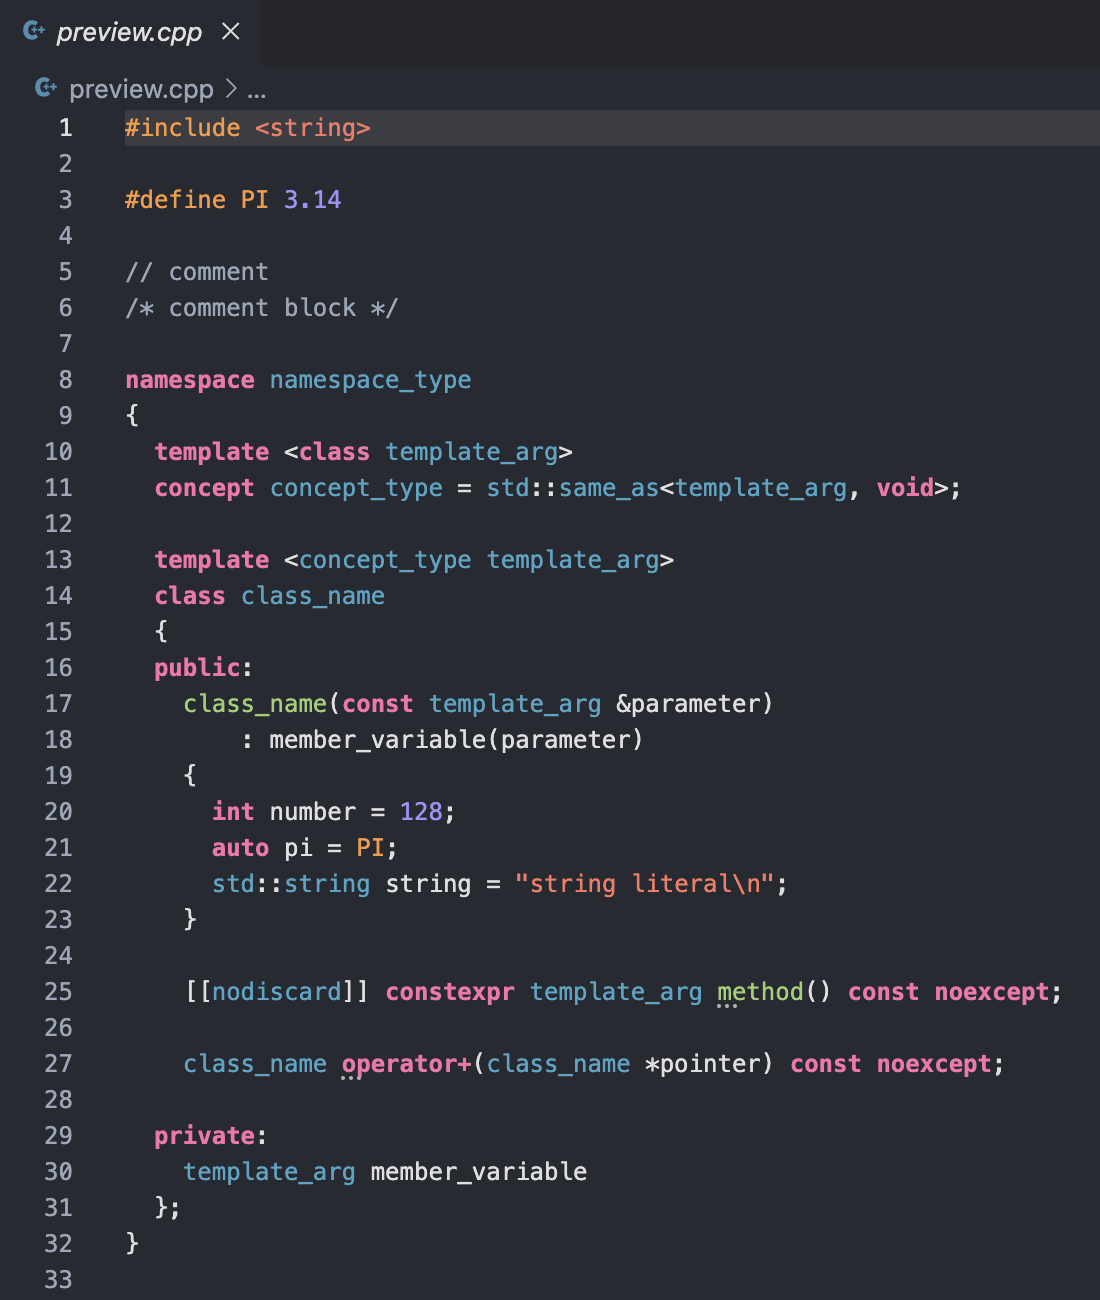 preview.cpp
preview.cpp > ...
1 #include <string>
2
3 #define PI 3.14
4
5 // comment
6 /* comment block */
7
8 namespace namespace_type
9 {
10   template <class template_arg>
11   concept concept_type = std::same_as<template_arg, void>;
12
13   template <concept_type template_arg>
14   class class_name
15   {
16   public:
17     class_name(const template_arg &parameter)
18         : member_variable(parameter)
19     {
20       int number = 128;
21       auto pi = PI;
22       std::string string = "string literal\n";
23     }
24
25     [[nodiscard]] constexpr template_arg method() const noexcept;
26
27     class_name operator+(class_name *pointer) const noexcept;
28
29   private:
30     template_arg member_variable
31   };
32 }
33